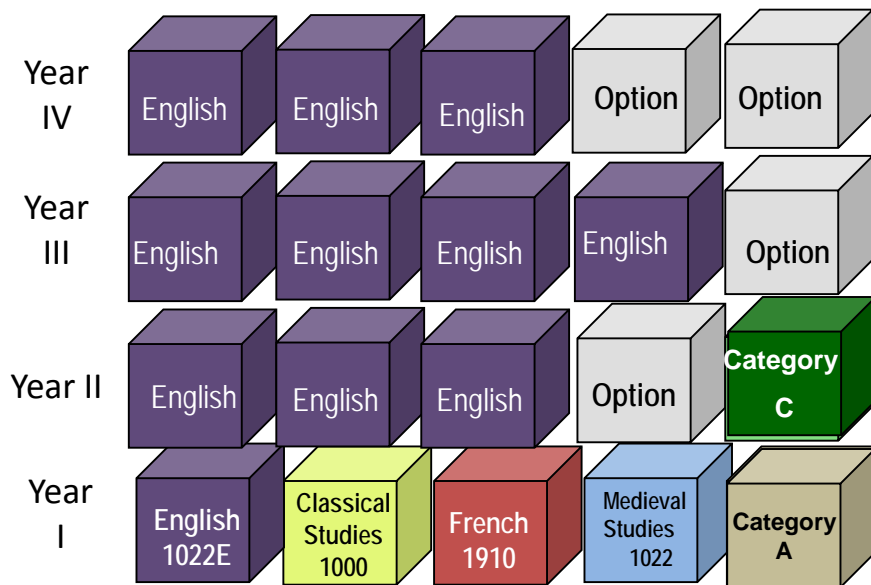 Year
IV
English
English
English
Option
Option
Year
III
English
English
English
English
Option
Year II
English
English
English
Option
Category
C
Year
I
English
1022E
Classical
Studies
1000
French
1910
Medieval
Studies
1022
Category
A